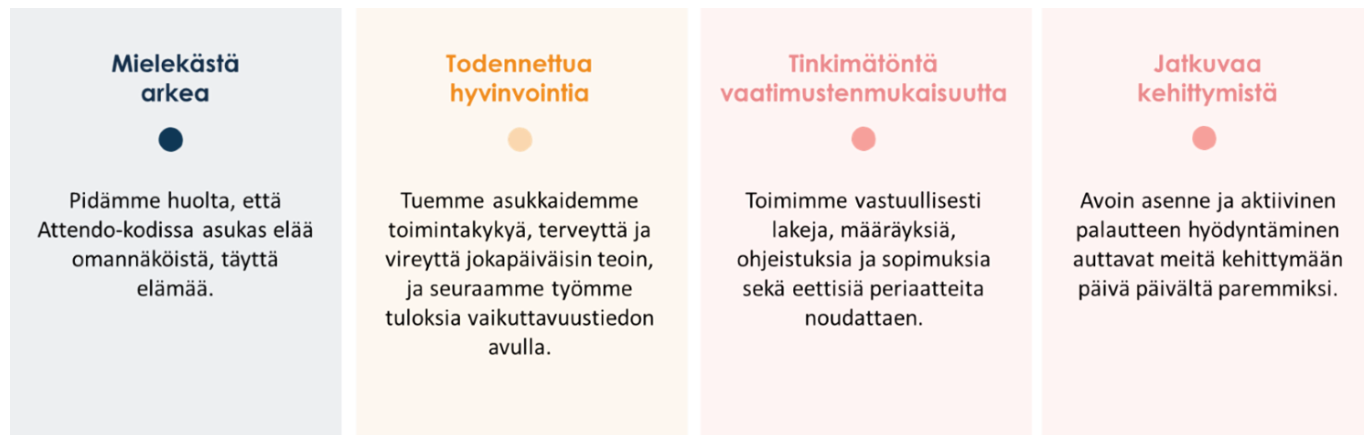 Mielekästä
arkea
Pidämme huolta, että
Attendo-kodissa asukas elää
omannäköistä, täyttä
elämää.
Todennettua
hyvinvointia
Tuemme asukkaidemme
toimintakykyä, terveyttä ja
vireyttä jokapäiväisin teoin,
ja seuraamme työmme
tuloksia vaikuttavuustiedon
avulla.
Tinkimätöntä
vaatimustenmukaisuutta
Toimimme vastuullisesti
lakeja, määräyksiä,
ohjeistuksia ja sopimuksia
sekä eettisiä periaatteita
noudattaen.
Jatkuvaa
kehittymistä
Avoin asenne ja aktiivinen
palautteen hyödyntäminen
auttavat meitä kehittymään
päivä päivältä paremmiksi.